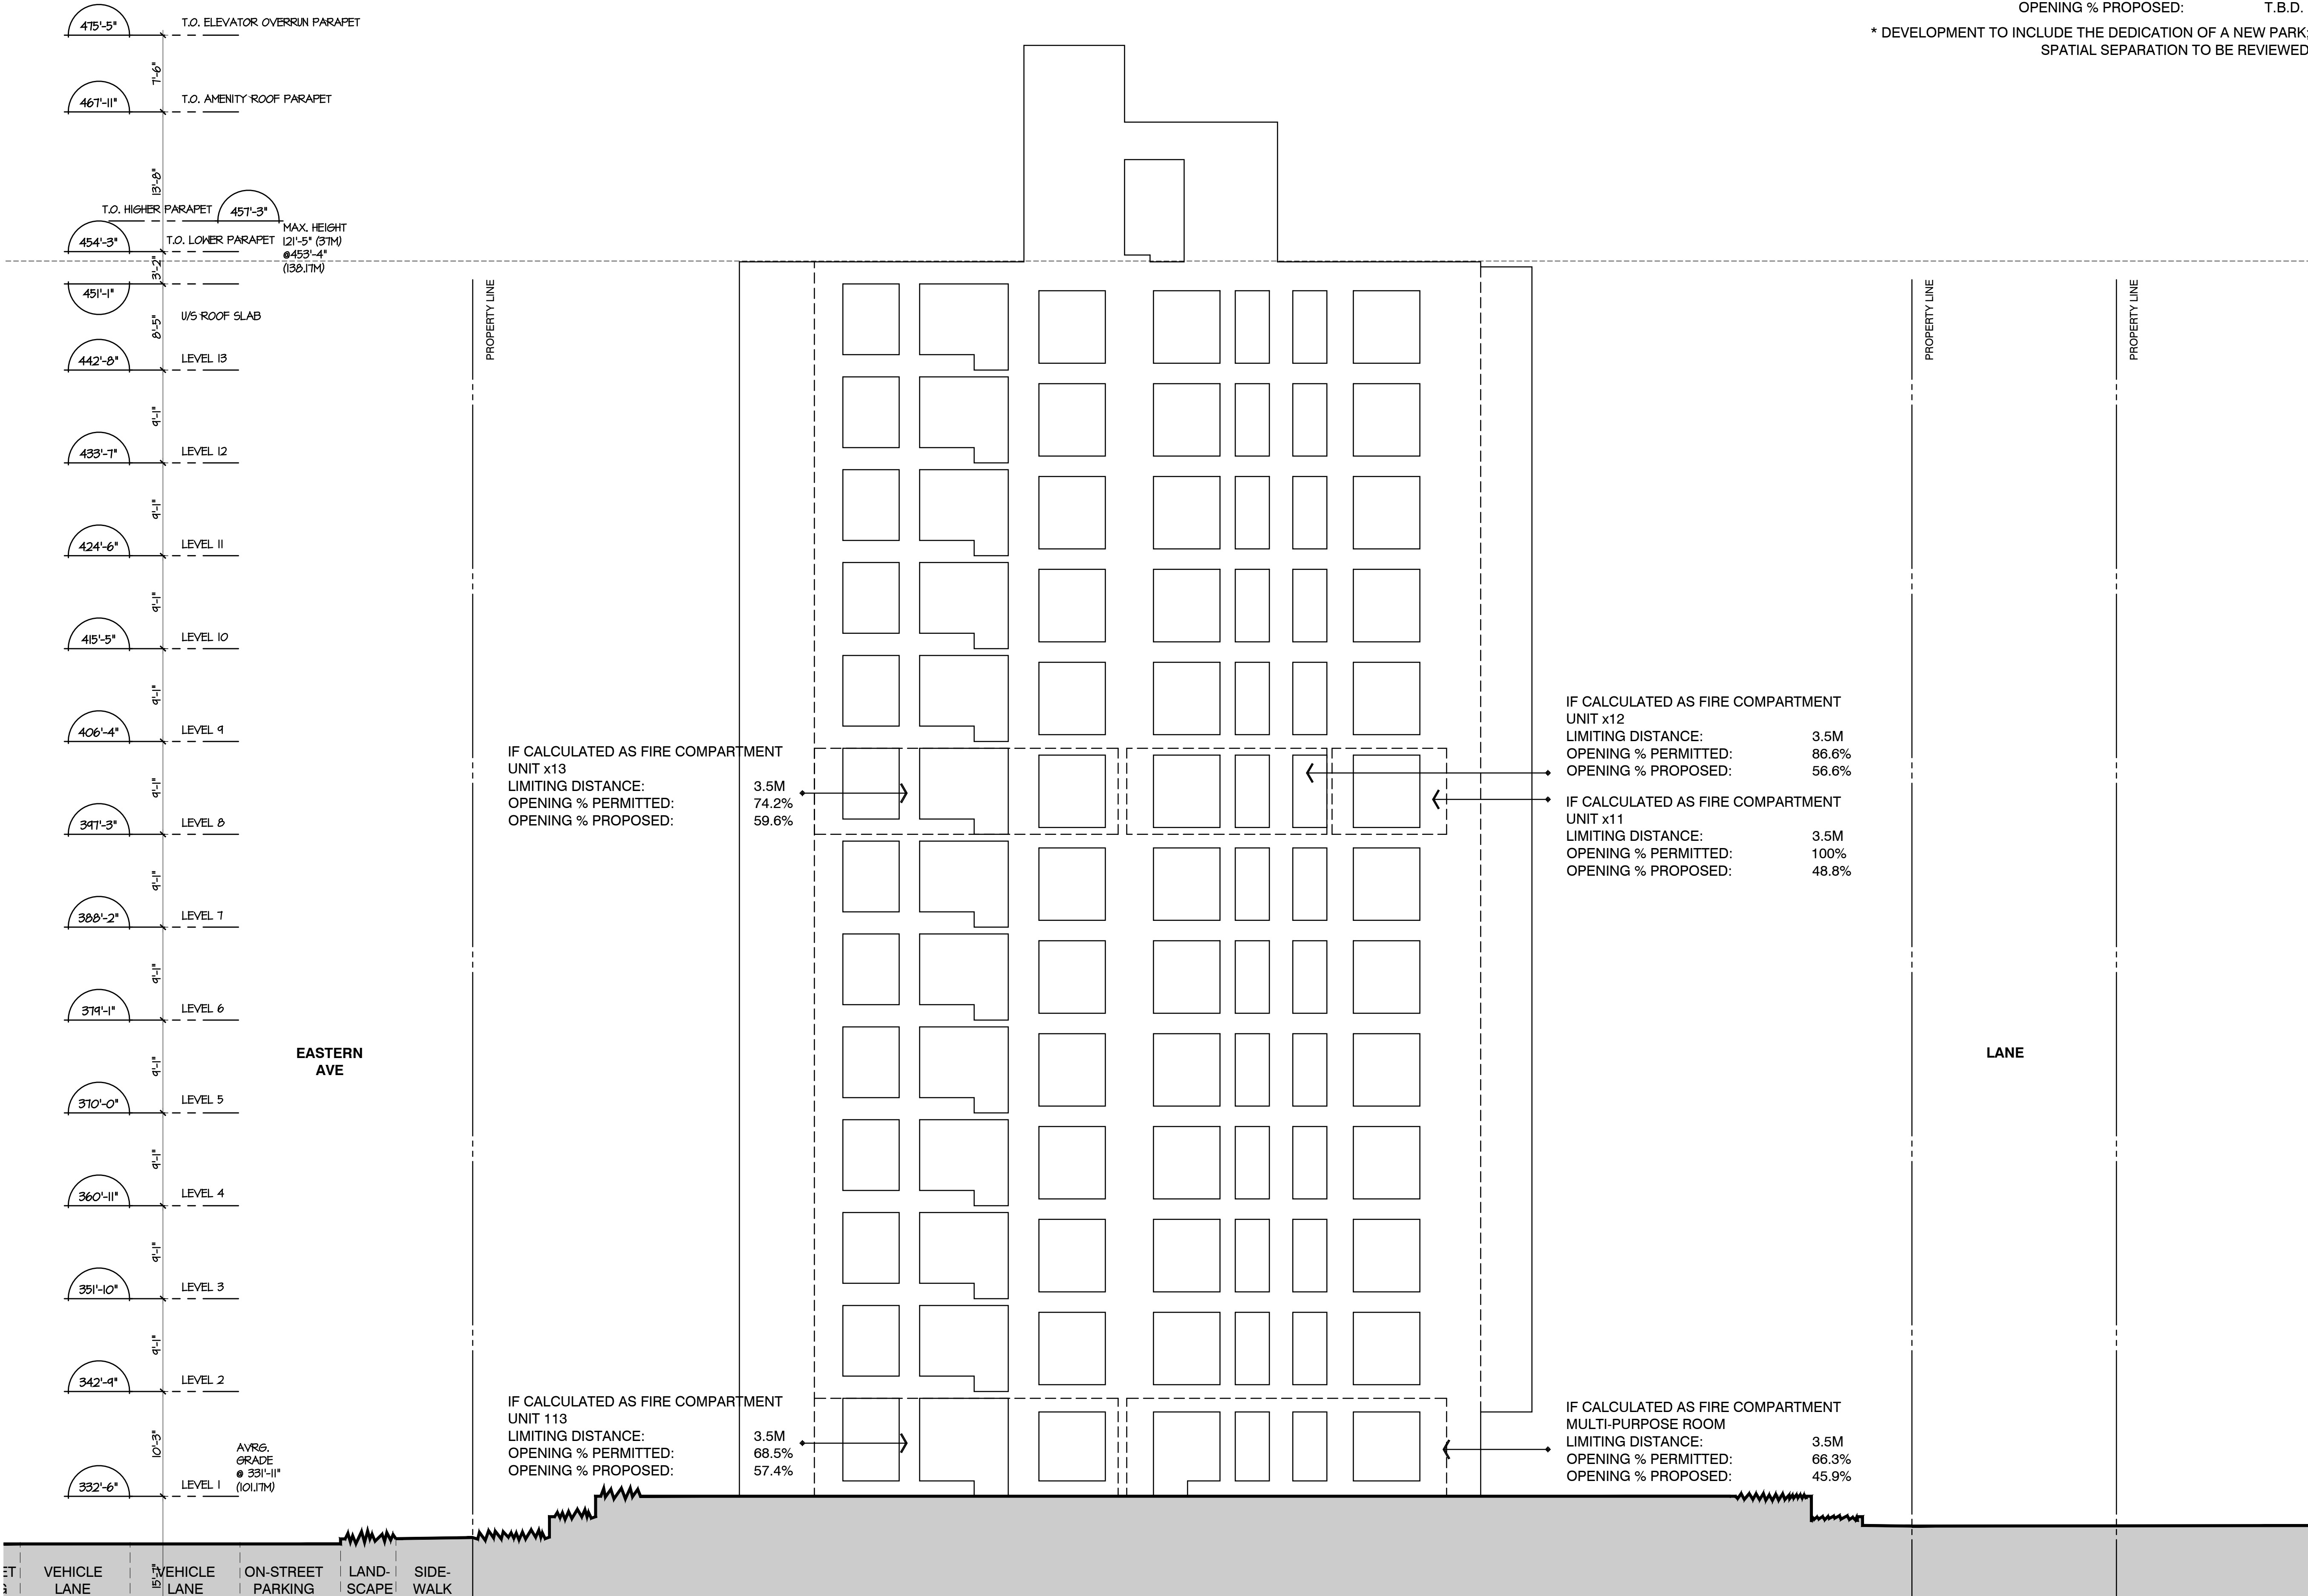 OPENING % PROPOSED: T.B.D.
* DEVELOPMENT TO INCLUDE THE DEDICATION OF A NEW PARK;
SPATIAL SEPARATION TO BE REVIEWED
475'-5" T.O. ELEVATOR OVERRUN PARAPET
7'-6"
467'-11" T.O. AMENITY ROOF PARAPET
13'-8"
T.O. HIGHER PARAPET 457'-3"
454'-3" T.O. LOWER PARAPET
MAX. HEIGHT
121'-5" (37M)
@453'-4"
(138.17M)
3'-2"
451'-1"
U/S ROOF SLAB
8'-5"
442'-8" LEVEL 13
9'-1"
433'-7" LEVEL 12
9'-1"
424'-6" LEVEL 11
9'-1"
415'-5" LEVEL 10
9'-1"
406'-4" LEVEL 9
9'-1"
397'-3" LEVEL 8
9'-1"
388'-2" LEVEL 7
9'-1"
379'-1" LEVEL 6
9'-1"
370'-0" LEVEL 5
9'-1"
360'-11" LEVEL 4
9'-1"
351'-10" LEVEL 3
9'-1"
342'-9" LEVEL 2
10'-3"
332'-6" LEVEL 1
AVRG.
GRADE
@ 331'-11"
(101.17M)
PROPERTY LINE
PROPERTY LINE
PROPERTY LINE
IF CALCULATED AS FIRE COMPARTMENT
UNIT x13
LIMITING DISTANCE: 3.5M
OPENING % PERMITTED: 74.2%
OPENING % PROPOSED: 59.6%
IF CALCULATED AS FIRE COMPARTMENT
UNIT x12
LIMITING DISTANCE: 3.5M
OPENING % PERMITTED: 86.6%
OPENING % PROPOSED: 56.6%
IF CALCULATED AS FIRE COMPARTMENT
UNIT x11
LIMITING DISTANCE: 3.5M
OPENING % PERMITTED: 100%
OPENING % PROPOSED: 48.8%
EASTERN
AVE
LANE
IF CALCULATED AS FIRE COMPARTMENT
UNIT 113
LIMITING DISTANCE: 3.5M
OPENING % PERMITTED: 68.5%
OPENING % PROPOSED: 57.4%
IF CALCULATED AS FIRE COMPARTMENT
MULTI-PURPOSE ROOM
LIMITING DISTANCE: 3.5M
OPENING % PERMITTED: 66.3%
OPENING % PROPOSED: 45.9%
VEHICLE
LANE
VEHICLE
LANE
ON-STREET
PARKING
LAND-
SCAPE
SIDE-
WALK